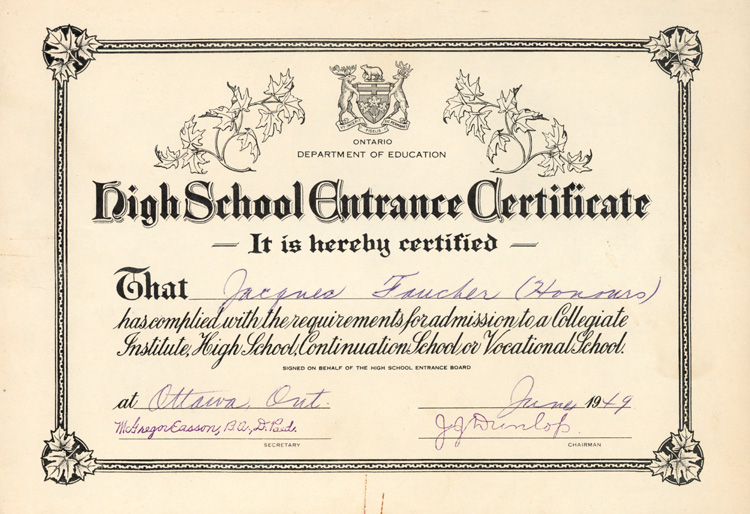 ONTARIO
DEPARTMENT OF EDUCATION
High School Entrance Certificate
— It is hereby certified —
That Jacques Faucher (Honours)
has complied with the requirements for admission to a Collegiate
Institute, High School, Continuation School, or Vocational School.
SIGNED ON BEHALF OF THE HIGH SCHOOL ENTRANCE BOARD
at Ottawa, Ont. June 1949
McGregor Easson, B.A., D.Paed. J J Dunlop
SECRETARY CHAIRMAN